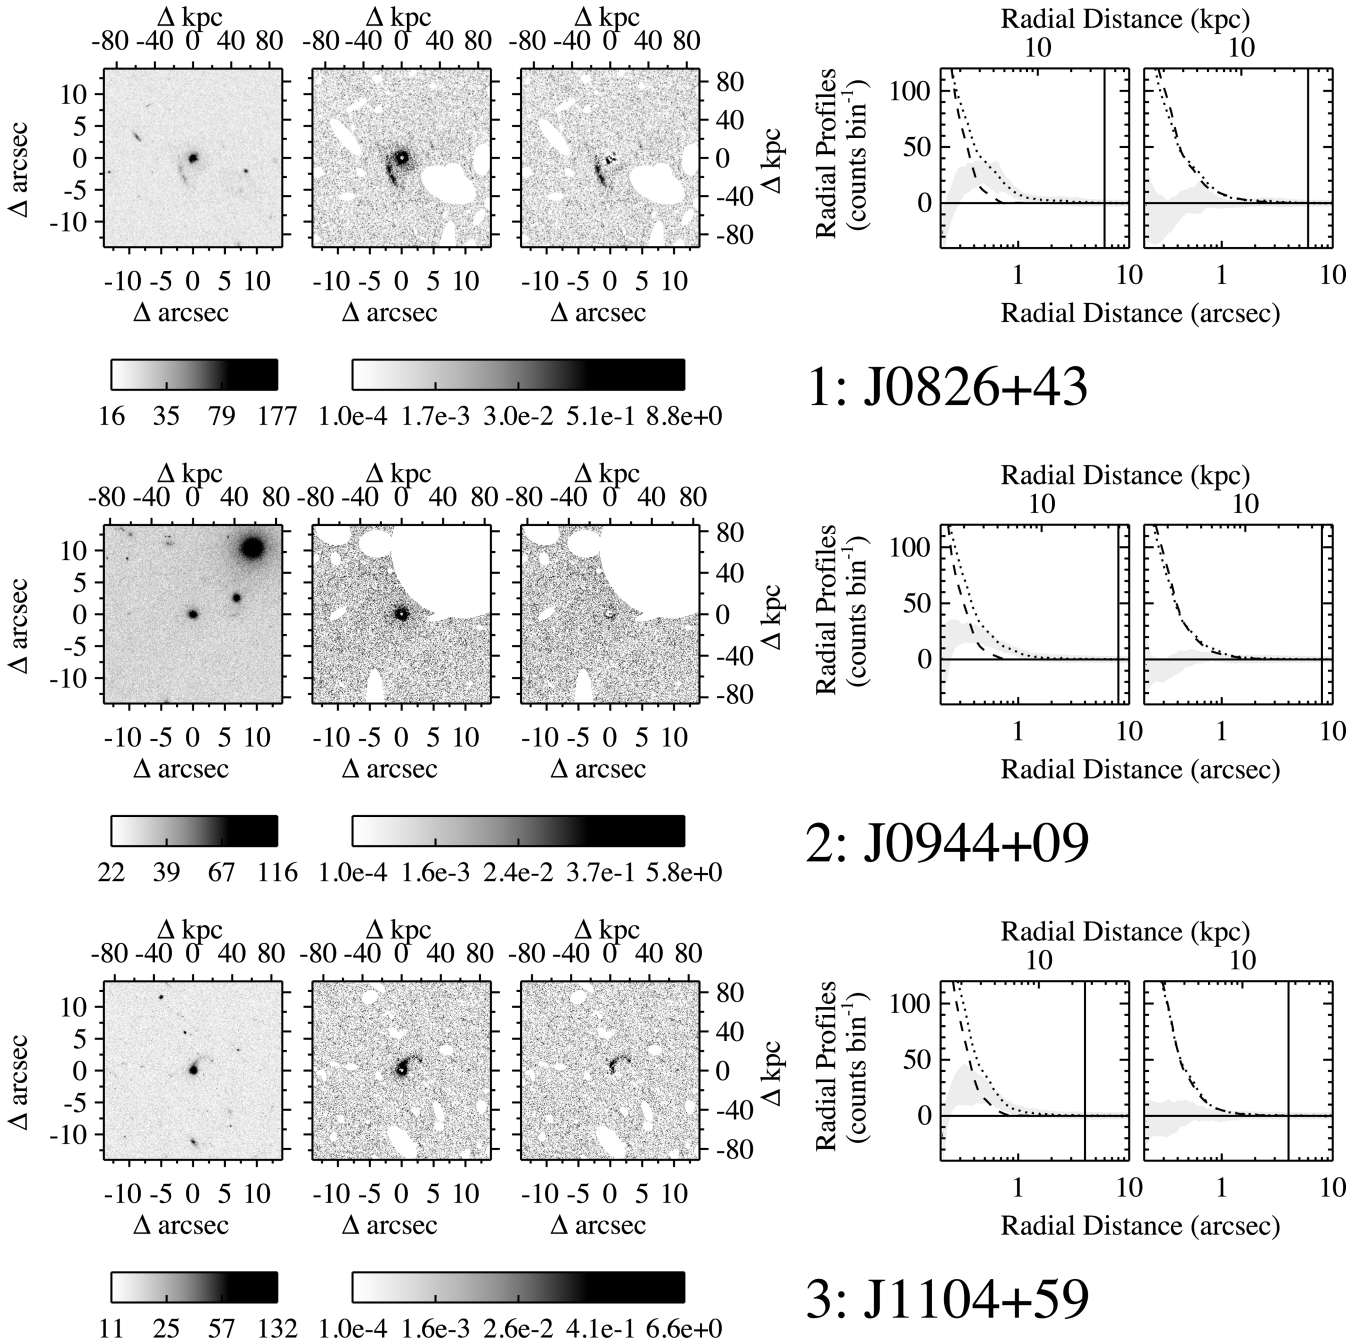 Δ kpc Δ kpc Δ kpc
-80 -40 0 40 80 -40 0 40 80 -40 0 40 80
10
5
0
-5
-10
Δ arcsec
80
40
0
-40
-80
Δ kpc
-10 -5 0 5 10 -10 -5 0 5 10 -10 -5 0 5 10
Δ arcsec Δ arcsec Δ arcsec
16 35 79 177 1.0e-4 1.7e-3 3.0e-2 5.1e-1 8.8e+0
Radial Distance (kpc)
10 10
Radial Profiles
(counts bin-1)
100
50
0
1 10 1 10
Radial Distance (arcsec)
1: J0826+43
Δ kpc Δ kpc Δ kpc
-80 -40 0 40 80 -40 0 40 80 -40 0 40 80
10
5
0
-5
-10
Δ arcsec
80
40
0
-40
-80
Δ kpc
-10 -5 0 5 10 -10 -5 0 5 10 -10 -5 0 5 10
Δ arcsec Δ arcsec Δ arcsec
22 39 67 116 1.0e-4 1.6e-3 2.4e-2 3.7e-1 5.8e+0
Radial Distance (kpc)
10 10
Radial Profiles
(counts bin-1)
100
50
0
1 10 1 10
Radial Distance (arcsec)
2: J0944+09
Δ kpc Δ kpc Δ kpc
-80 -40 0 40 80 -40 0 40 80 -40 0 40 80
10
5
0
-5
-10
Δ arcsec
80
40
0
-40
-80
Δ kpc
-10 -5 0 5 10 -10 -5 0 5 10 -10 -5 0 5 10
Δ arcsec Δ arcsec Δ arcsec
11 25 57 132 1.0e-4 1.6e-3 2.6e-2 4.1e-1 6.6e+0
Radial Distance (kpc)
10 10
Radial Profiles
(counts bin-1)
100
50
0
1 10 1 10
Radial Distance (arcsec)
3: J1104+59